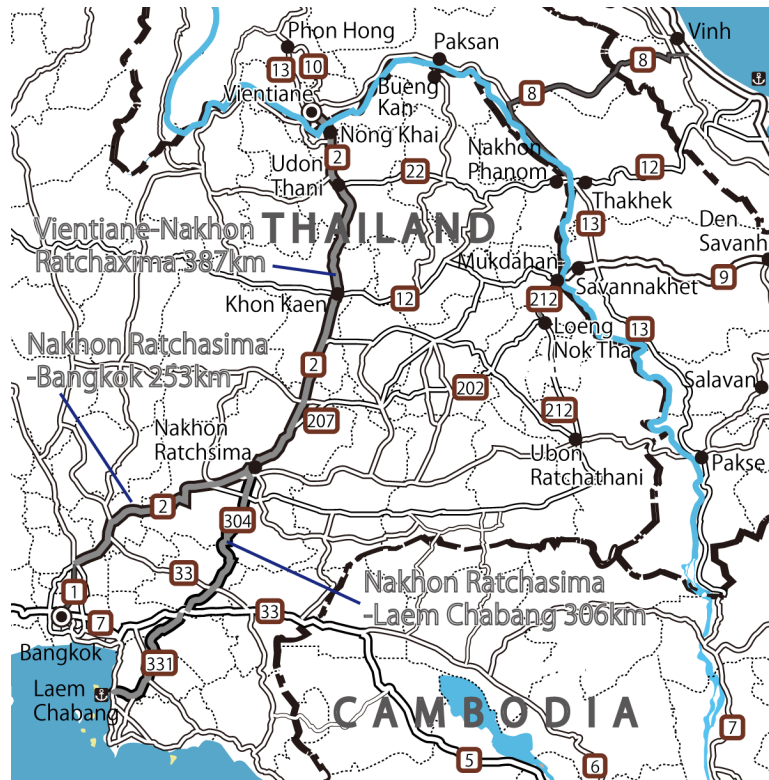 Phon Hong
Paksan
Vinh
13
10
8
8
Vientiane
Bueng
Kan
Nong Khai
2
Udon
Thani
22
Nakhon
Phanom
12
Thakhek
13
THAILAND
Vientiane-Nakhon
Ratchaxima 387km
Den
Savanh
Mukdahan
Savannakhet
9
Khon Kaen
12
212
Loeng
Nok Tha
13
Nakhon Ratchasima
-Bangkok 253km
2
202
Salavan
207
212
Nakhon
Ratchsima
Ubon
Ratchathani
Pakse
2
304
33
1
Nakhon Ratchasima
-Laem Chabang 306km
33
7
Bangkok
331
Laem
Chabang
CAMBODIA
7
5
6